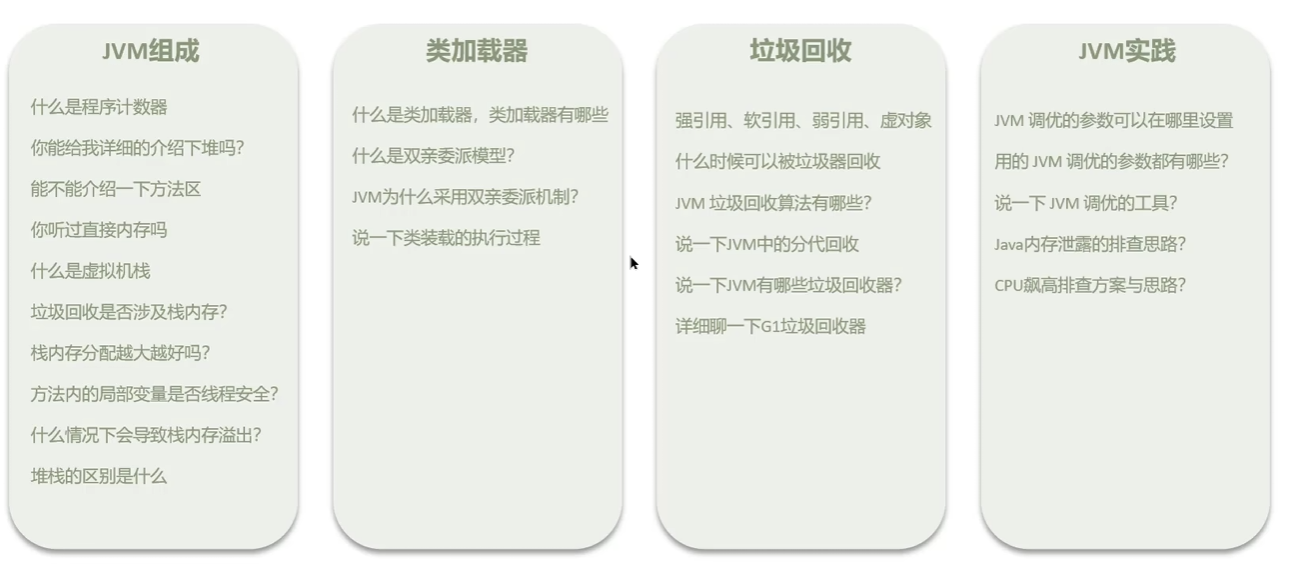 JVM组成
什么是程序计数器
你能给我详细的介绍下堆吗?
能不能介绍一下方法区
你听过直接内存吗
什么是虚拟机栈
垃圾回收是否涉及栈内存?
栈内存分配越大越好吗?
方法内的局部变量是否线程安全?
什么情况下会导致栈内存溢出?
堆栈的区别是什么
类加载器
什么是类加载器，类加载器有哪些
什么是双亲委派模型?
JVM为什么采用双亲委派机制?
说一下类装载的执行过程
垃圾回收
强引用、软引用、弱引用、虚对象
什么时候可以被垃圾器回收
JVM 垃圾回收算法有哪些?
说一下JVM中的分代回收
说一下JVM有哪些垃圾回收器?
详细聊一下G1垃圾回收器
JVM实践
JVM 调优的参数可以在哪里设置
用的 JVM 调优的参数都有哪些?
说一下 JVM 调优的工具?
Java内存泄露的排查思路?
CPU飙高排查方案与思路?